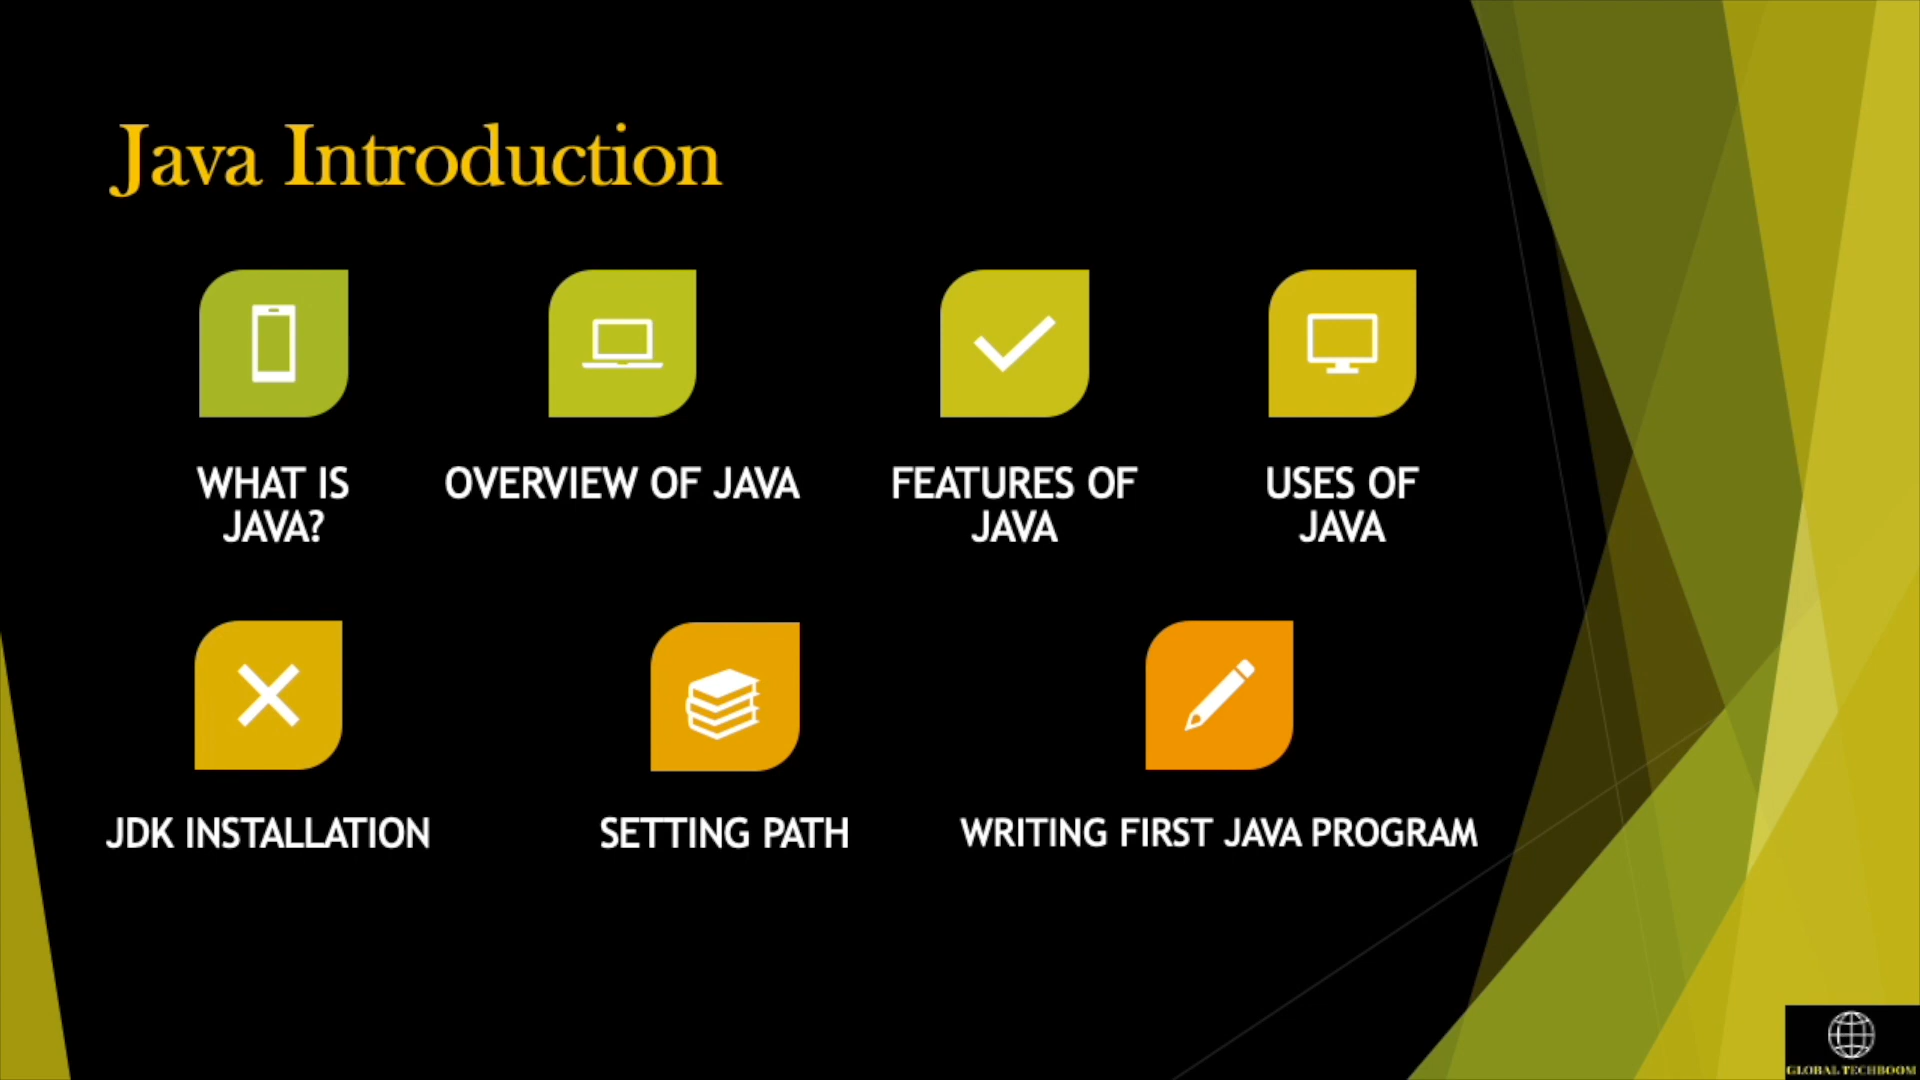 Java Introduction
WHAT IS
JAVA?
OVERVIEW OF JAVA
FEATURES OF
JAVA
USES OF
JAVA
JDK INSTALLATION
SETTING PATH
WRITING FIRST JAVA PROGRAM
GLOBAL TECHBOOM